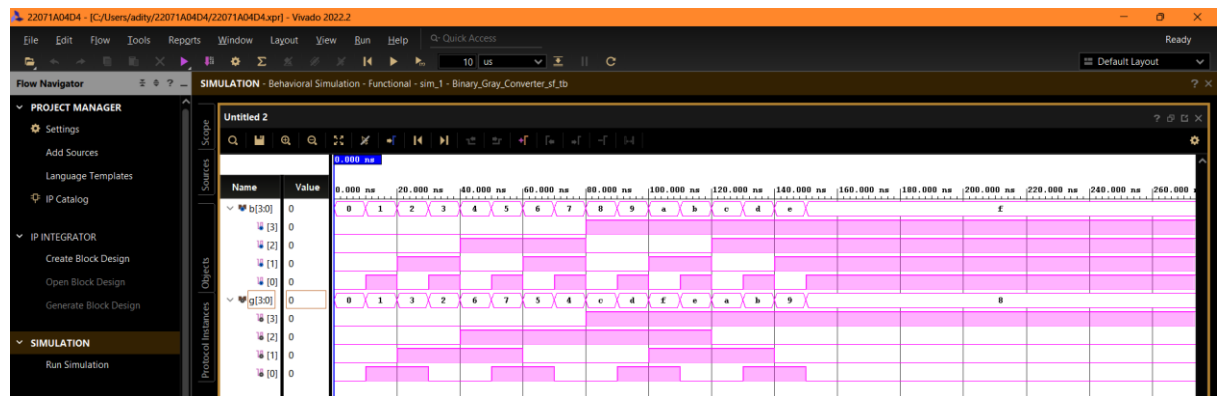 22071A04D4 - [C:/Users/adity/22071A04D4/22071A04D4.xpr] - Vivado 2022.2
File Edit Flow Tools Reports Window Layout View Run Help Q- Quick Access Ready
10 us Default Layout
Flow Navigator
SIMULATION - Behavioral Simulation - Functional - sim_1 - Binary_Gray_Converter_sf_tb
PROJECT MANAGER
Settings
Add Sources
Language Templates
IP Catalog
IP INTEGRATOR
Create Block Design
Open Block Design
Generate Block Design
SIMULATION
Run Simulation
Scope
Sources
Objects
Protocol Instances
Untitled 2
0.000 ns
Name Value 0.000 ns 20.000 ns 40.000 ns 60.000 ns 80.000 ns 100.000 ns 120.000 ns 140.000 ns 160.000 ns 180.000 ns 200.000 ns 220.000 ns 240.000 ns 260.000
b[3:0] 0 0 1 2 3 4 5 6 7 8 9 a b c d e f
[3] 0
[2] 0
[1] 0
[0] 0
g[3:0] 0 0 1 3 2 6 7 5 4 c d f e a b 9 8
[3] 0
[2] 0
[1] 0
[0] 0